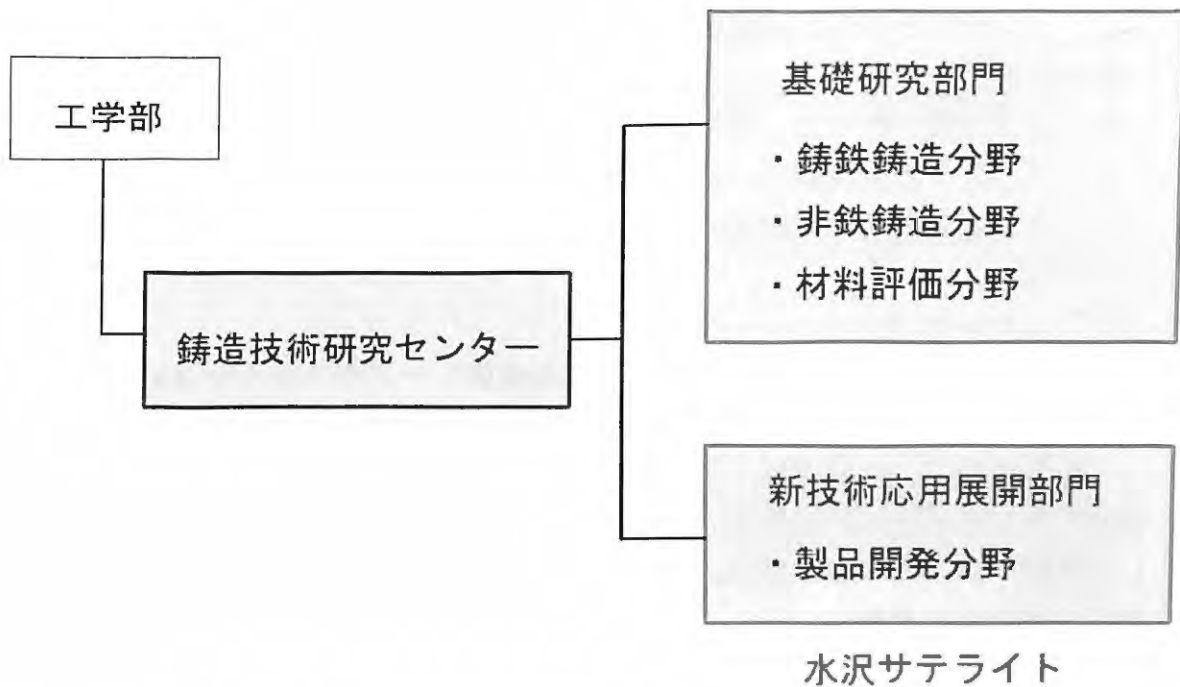 工学部
鋳造技術研究センター
基礎研究部門
・鋳鉄鋳造分野
・非鉄鋳造分野
・材料評価分野
新技術応用展開部門
・製品開発分野
水沢サテライト